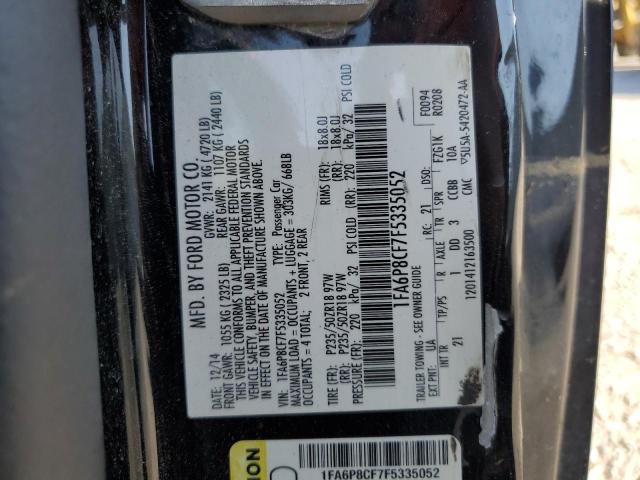 MFD. BY FORD MOTOR CO.
DATE: 12/14 GVWR: 2141 KG (4720 LB)
FRONT GAWR: 1055 KG (2325 LB) REAR GAWR: 1107 KG (2440 LB)
THIS VEHICLE CONFORMS TO ALL APPLICABLE FEDERAL MOTOR
VEHICLE SAFETY, BUMPER, AND THEFT PREVENTION STANDARDS
IN EFFECT ON THE DATE OF MANUFACTURE SHOWN ABOVE.
VIN: 1FA6P8CF7F5335052 TYPE: Passenger Car
MAXIMUM LOAD = OCCUPANTS + LUGGAGE = 303KG/ 668LB
OCCUPANTS = 4 TOTAL: 2 FRONT, 2 REAR
TIRE (FR): P235/50ZR18 97W RIMS (FR): 18x8.0J
TIRE (RR): P235/50ZR18 97W (RR): 18x8.0J
PRESSURE (FR): 220 kPa/ 32 PSI COLD (RR): 220 kPa/ 32 PSI COLD
1FA6P8CF7F5335052
TRAILER TOWING - SEE OWNER GUIDE
F0094
R0208
EXT PNT: UA RC: 21 DSO: FZG1K
INT TR TP/PS R AXLE TR SPR 10A
21 1 DD 3 CCBB
1201412163500 CMC V5U5A-5420472-AA
1FA6P8CF7F5335052